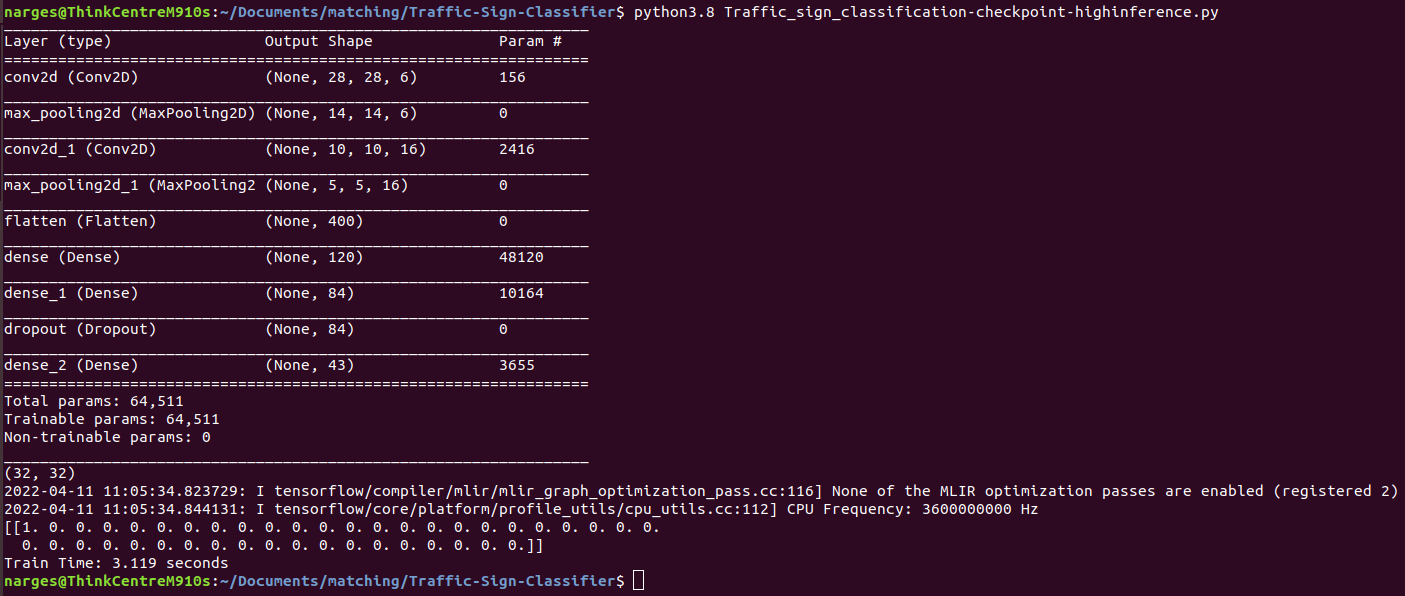 narges@ThinkCentreM910s:~/Documents/matching/Traffic-Sign-Classifier$ python3.8 Traffic_sign_classification-checkpoint-highinference.py
_________________________________________________________________
Layer (type)                 Output Shape              Param #
=================================================================
conv2d (Conv2D)              (None, 28, 28, 6)         156
_________________________________________________________________
max_pooling2d (MaxPooling2D) (None, 14, 14, 6)         0
_________________________________________________________________
conv2d_1 (Conv2D)            (None, 10, 10, 16)        2416
_________________________________________________________________
max_pooling2d_1 (MaxPooling2 (None, 5, 5, 16)          0
_________________________________________________________________
flatten (Flatten)            (None, 400)               0
_________________________________________________________________
dense (Dense)                (None, 120)               48120
_________________________________________________________________
dense_1 (Dense)              (None, 84)                10164
_________________________________________________________________
dropout (Dropout)            (None, 84)                0
_________________________________________________________________
dense_2 (Dense)              (None, 43)                3655
=================================================================
Total params: 64,511
Trainable params: 64,511
Non-trainable params: 0
_________________________________________________________________
(32, 32)
2022-04-11 11:05:34.823729: I tensorflow/compiler/mlir/mlir_graph_optimization_pass.cc:116] None of the MLIR optimization passes are enabled (registered 2)
2022-04-11 11:05:34.844131: I tensorflow/core/platform/profile_utils/cpu_utils.cc:112] CPU Frequency: 3600000000 Hz
[[1. 0. 0. 0. 0. 0. 0. 0. 0. 0. 0. 0. 0. 0. 0. 0. 0. 0. 0. 0. 0. 0. 0. 0.
  0. 0. 0. 0. 0. 0. 0. 0. 0. 0. 0. 0. 0. 0. 0. 0. 0. 0. 0.]]
Train Time: 3.119 seconds
narges@ThinkCentreM910s:~/Documents/matching/Traffic-Sign-Classifier$